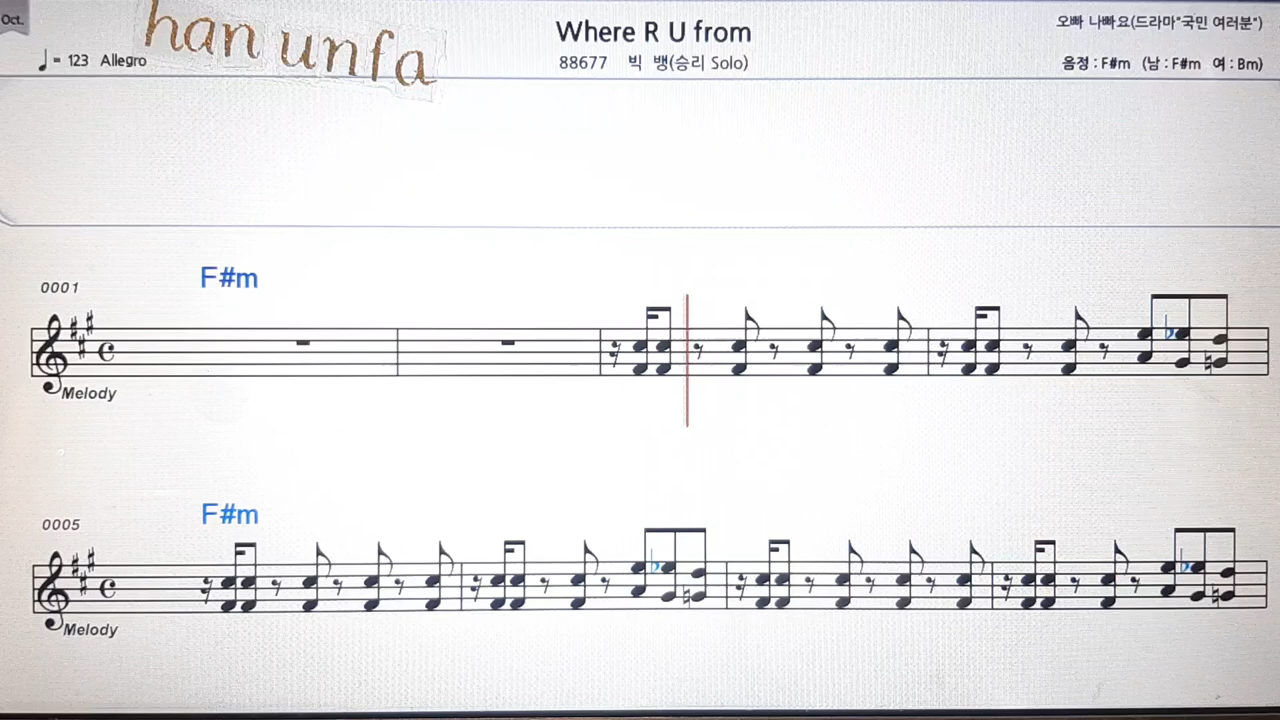 Oct.
han unfa
♩= 123 Allegro
Where R U from
88677 빅 뱅(승리 Solo)
오빠 나빠요(드라마"국민 여러분")
음정 : F#m (남 : F#m 여 : Bm)
F#m
0001
Melody
F#m
0005
Melody